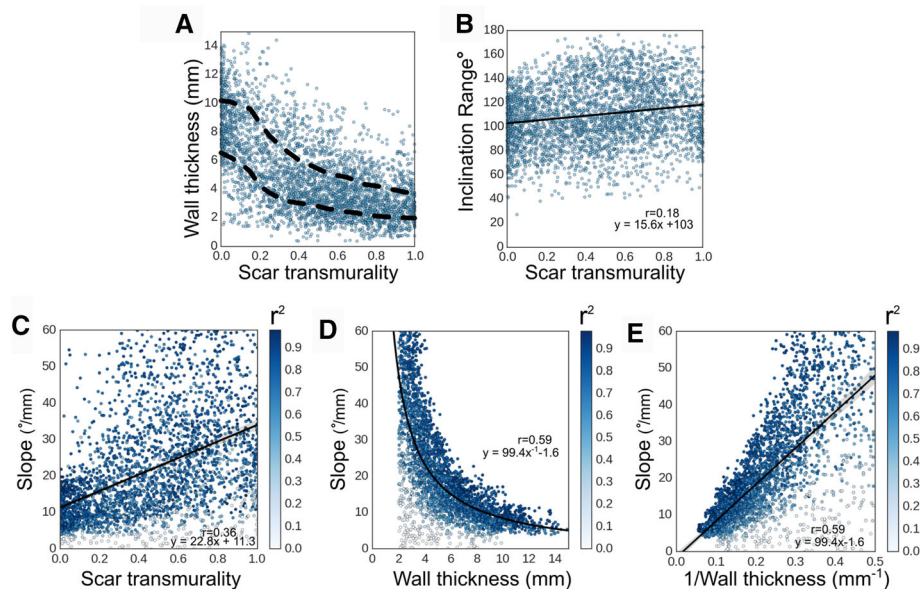 A
Wall thickness (mm)
14
12
10
8
6
4
2
0
0.0 0.2 0.4 0.6 0.8 1.0
Scar transmurality
B
Inclination Range°
180
160
140
120
100
80
60
40
20
0
r=0.18
y = 15.6x +103
0.0 0.2 0.4 0.6 0.8 1.0
Scar transmurality
C
Slope (°/mm)
60
50
40
30
20
10
0
r=0.36
y = 22.8x + 11.3
0.0 0.2 0.4 0.6 0.8 1.0
Scar transmurality
r²
0.9
0.8
0.7
0.6
0.5
0.4
0.3
0.2
0.1
0.0
D
Slope (°/mm)
60
50
40
30
20
10
0
r=0.59
y = 99.4x⁻¹-1.6
0 2 4 6 8 10 12 14
Wall thickness (mm)
r²
0.9
0.8
0.7
0.6
0.5
0.4
0.3
0.2
0.1
0.0
E
Slope (°/mm)
60
50
40
30
20
10
0
r=0.59
y = 99.4x-1.6
0.0 0.1 0.2 0.3 0.4 0.5
1/Wall thickness (mm⁻¹)
r²
0.9
0.8
0.7
0.6
0.5
0.4
0.3
0.2
0.1
0.0